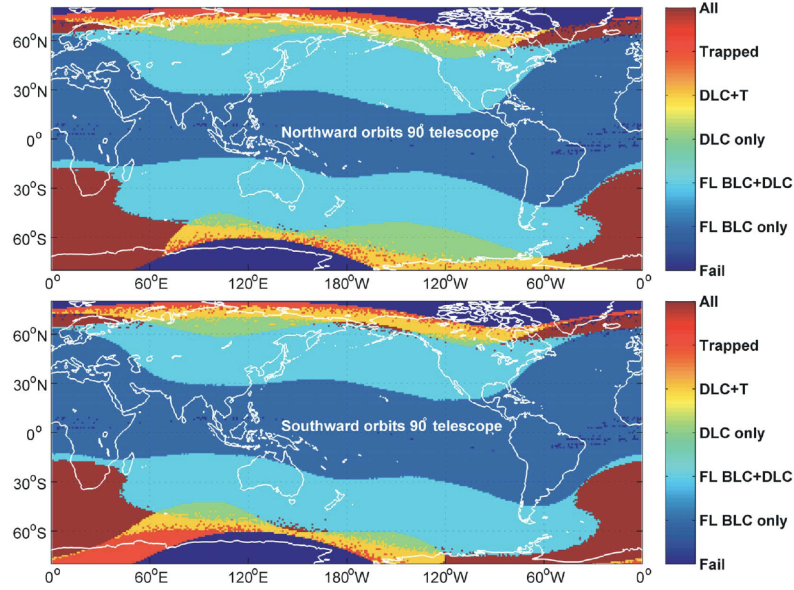 All
60°N
Trapped
30°N
DLC+T
Northward orbits 90° telescope
0°
DLC only
30°S
FL BLC+DLC
60°S
FL BLC only
Fail
0° 60°E 120°E 180°W 120°W 60°W 0°
All
60°N
Trapped
30°N
DLC+T
Southward orbits 90° telescope
0°
DLC only
30°S
FL BLC+DLC
60°S
FL BLC only
Fail
0° 60°E 120°E 180°W 120°W 60°W 0°